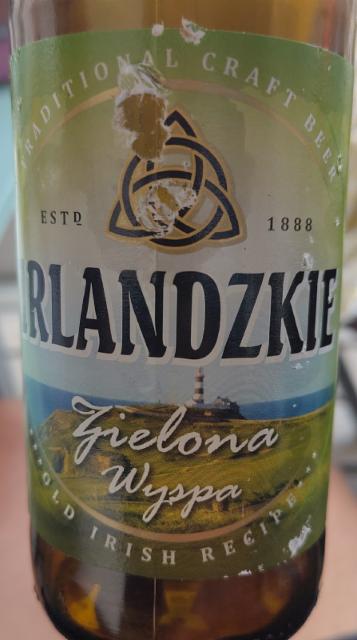 TRADITIONAL CRAFT BEER
ESTD 1888
IRLANDZKIE
Zielona
Wyspa
OLD IRISH RECIPE...